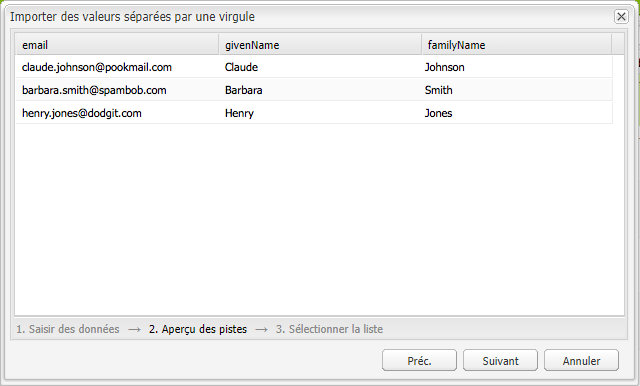 Importer des valeurs séparées par une virgule
email givenName familyName
claude.johnson@pookmail.com Claude Johnson
barbara.smith@spambob.com Barbara Smith
henry.jones@dodgit.com Henry Jones
1. Saisir des données → 2. Aperçu des pistes → 3. Sélectionner la liste
Préc. Suivant Annuler